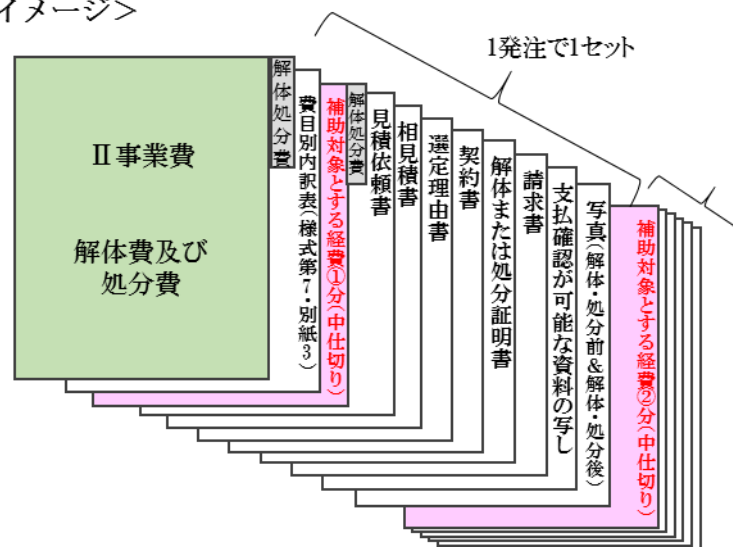 イメージ＞
1発注で1セット
Ⅱ事業費
解体費及び
処分費
解体処分費
費目別内訳表(様式第7・別紙3)
補助対象とする経費①分(中仕切り)
解体処分費
見積依頼書
相見積書
選定理由書
契約書
解体または処分証明書
請求書
支払確認が可能な資料の写し
写真(解体・処分前&解体・処分後)
補助対象とする経費②分(中仕切り)